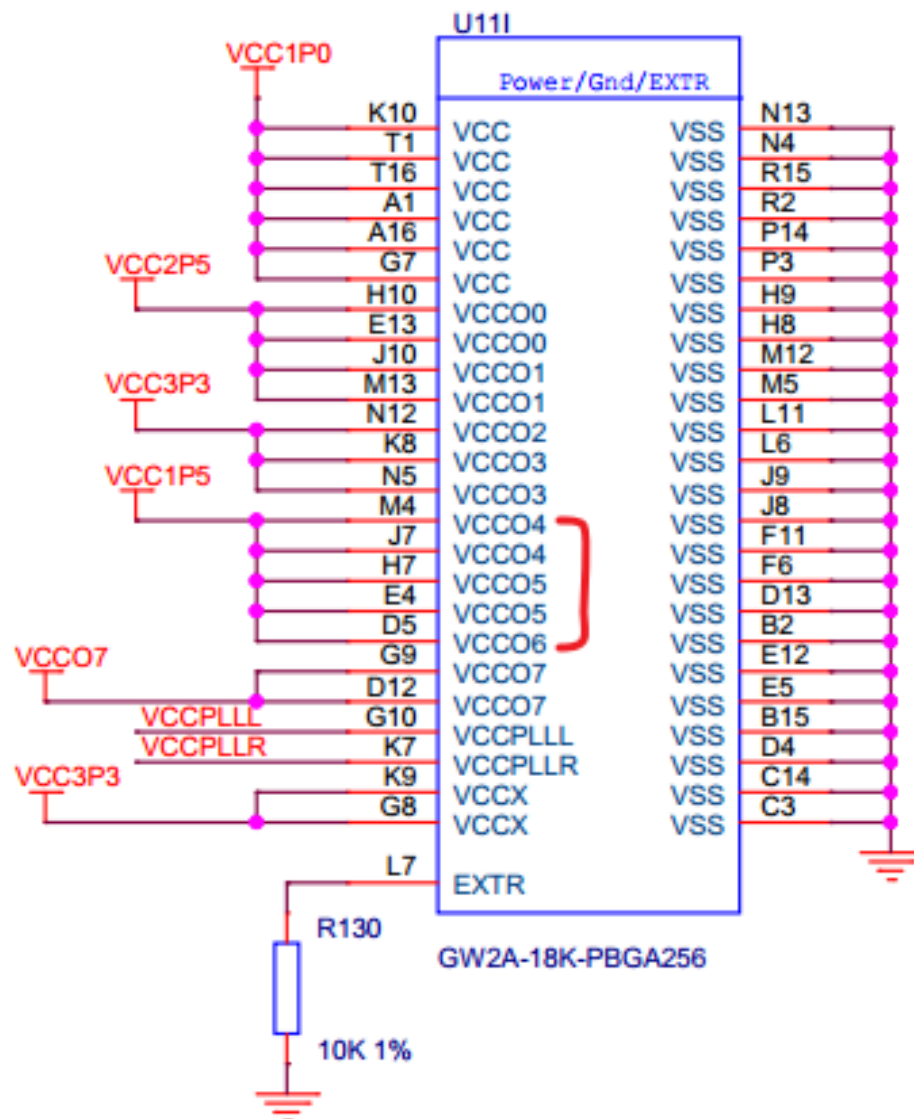 U11I
VCC1P0
Power/Gnd/EXTR
K10 VCC VSS N13
T1 VCC VSS N4
T16 VCC VSS R15
A1 VCC VSS R2
A16 VCC VSS P14
G7 VCC VSS P3
VCC2P5
H10 VCCO0 VSS H9
E13 VCCO0 VSS H8
J10 VCCO1 VSS M12
M13 VCCO1 VSS M5
VCC3P3
N12 VCCO2 VSS L11
K8 VCCO3 VSS L6
N5 VCCO3 VSS J9
VCC1P5
M4 VCCO4 VSS J8
J7 VCCO4 VSS F11
H7 VCCO5 VSS F6
E4 VCCO5 VSS D13
D5 VCCO6 VSS B2
VCCO7
G9 VCCO7 VSS E12
D12 VCCO7 VSS E5
VCCPLLL G10 VCCPLLL VSS B15
VCCPLLR K7 VCCPLLR VSS D4
VCC3P3
K9 VCCX VSS C14
G8 VCCX VSS C3
L7 EXTR
R130
GW2A-18K-PBGA256
10K 1%